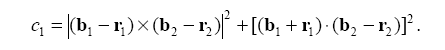 c₁ = |(b₁ − r₁) × (b₂ − r₂)|² + [(b₁ + r₁) · (b₂ − r₂)]².